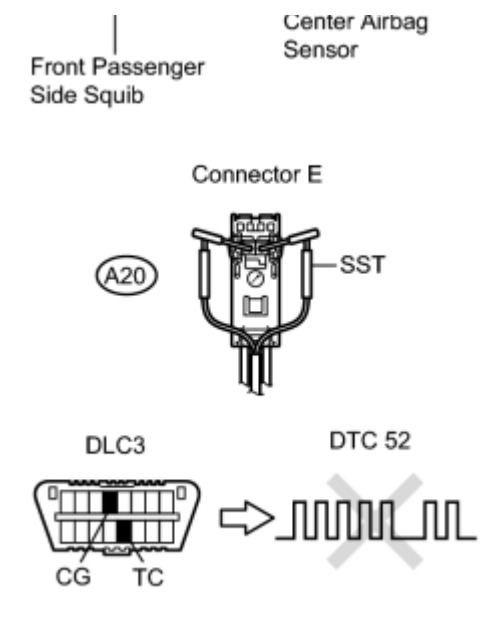 Center Airbag
Sensor
Front Passenger
Side Squib
Connector E
A20
SST
DLC3
DTC 52
CG
TC